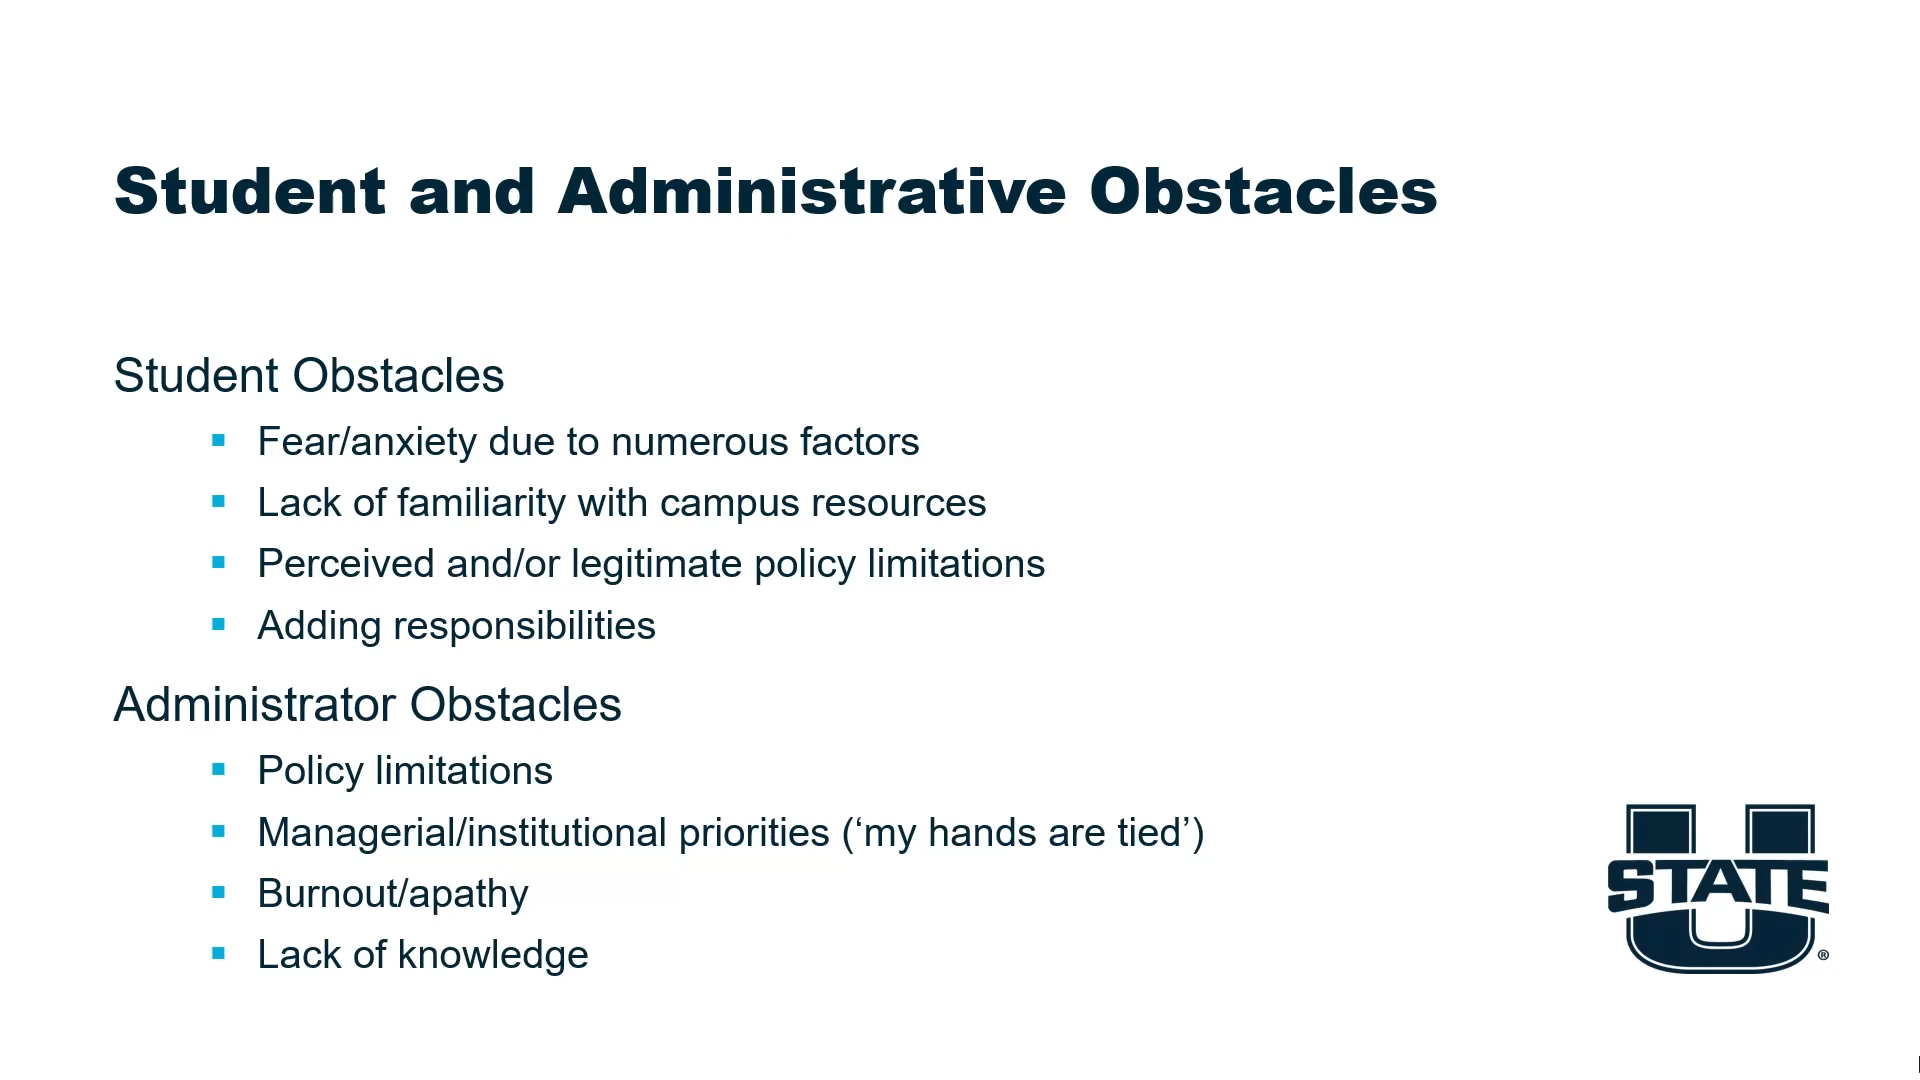 Student and Administrative Obstacles
Student Obstacles
Fear/anxiety due to numerous factors
Lack of familiarity with campus resources
Perceived and/or legitimate policy limitations
Adding responsibilities
Administrator Obstacles
Policy limitations
Managerial/institutional priorities (‘my hands are tied’)
Burnout/apathy
Lack of knowledge
U
STATE
®